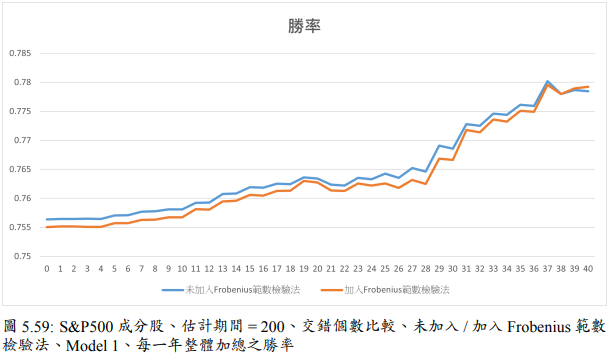 勝率
0.785
0.78
0.775
0.77
0.765
0.76
0.755
0.75
0 1 2 3 4 5 6 7 8 9 10 11 12 13 14 15 16 17 18 19 20 21 22 23 24 25 26 27 28 29 30 31 32 33 34 35 36 37 38 39 40
未加入Frobenius範數檢驗法 加入Frobenius範數檢驗法
圖 5.59: S&P500 成分股、估計期間 = 200、交錯個數比較、未加入 / 加入 Frobenius 範數
檢驗法、Model 1、每一年整體加總之勝率